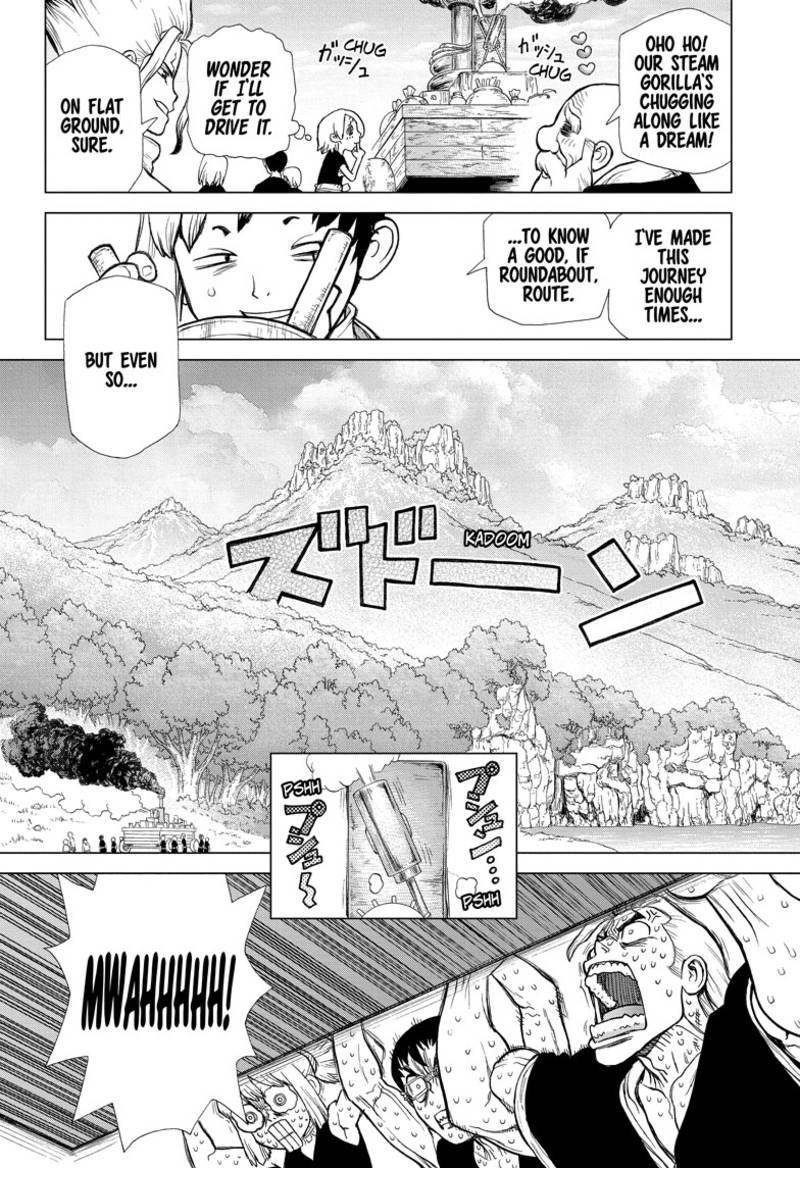 OHO HO!
OUR STEAM
GORILLA'S
CHUGGING
ALONG LIKE
A DREAM!
ガッシュ
CHUG
ガッシュ
CHUG
WONDER
IF I'LL
GET TO
DRIVE IT.
ON FLAT
GROUND,
SURE.
I'VE MADE
THIS
JOURNEY
ENOUGH
TIMES...
...TO KNOW
A GOOD, IF
ROUNDABOUT,
ROUTE.
BUT EVEN
SO...
ズドーン
KADOOM
プシュン...
PSHH
プシュ〜
PSHH
MWAHHHHH!